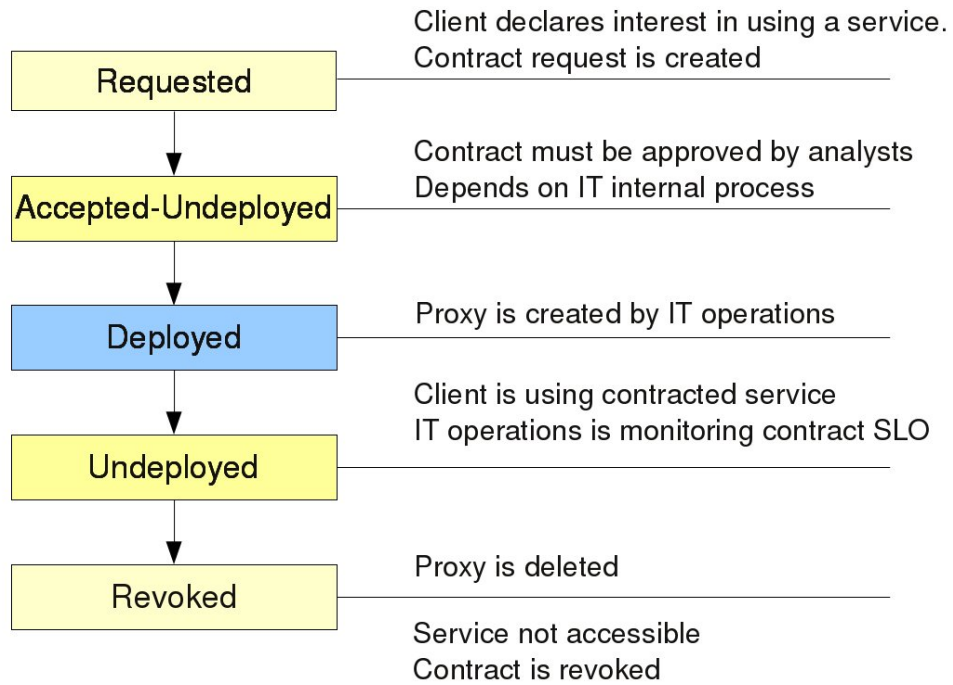 Client declares interest in using a service.
Contract request is created
Requested
Contract must be approved by analysts
Depends on IT internal process
Accepted-Undeployed
Proxy is created by IT operations
Deployed
Client is using contracted service
IT operations is monitoring contract SLO
Undeployed
Proxy is deleted
Revoked
Service not accessible
Contract is revoked